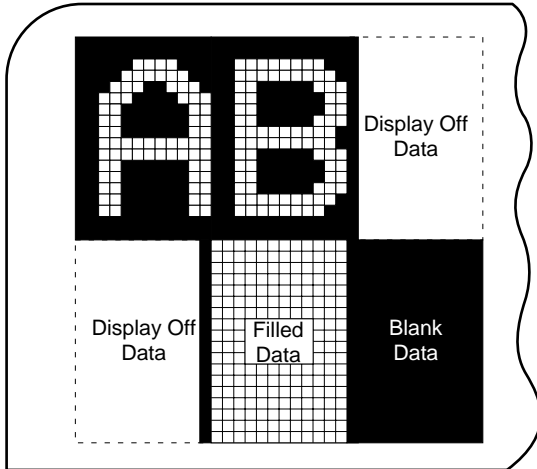 AB
Display Off
Data
Display Off
Data
Filled
Data
Blank
Data